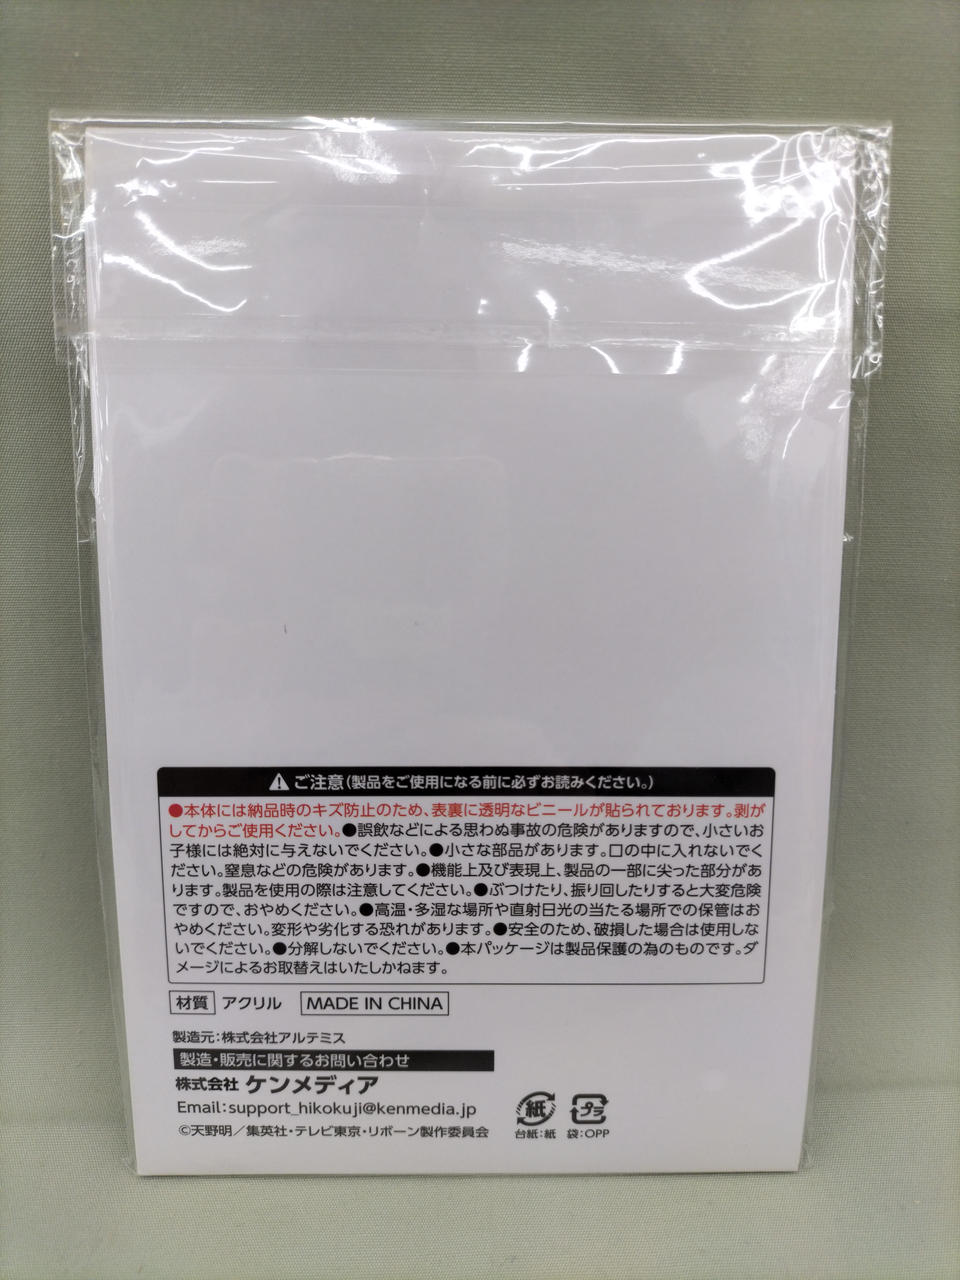 ⚠ご注意(製品をご使用になる前に必ずお読みください。)
●本体には納品時のキズ防止のため、表裏に透明なビニールが貼られております。剥が
してからご使用ください。●誤飲などによる思わぬ事故の危険がありますので、小さいお
子様には絶対に与えないでください。●小さな部品があります。口の中に入れないでく
ださい。窒息などの危険があります。●機能上及び表現上、製品の一部に尖った部分があ
ります。製品を使用の際は注意してください。●ぶつけたり、振り回したりすると大変危険
ですので、おやめください。●高温・多湿な場所や直射日光の当たる場所での保管はお
やめください。変形や劣化する恐れがあります。●安全のため、破損した場合は使用しな
いでください。●分解しないでください。●本パッケージは製品保護の為のものです。ダ
メージによるお取替えはいたしかねます。
材質 アクリル MADE IN CHINA
製造元:株式会社アルテミス
製造・販売に関するお問い合わせ
株式会社 ケンメディア
Email:support_hikokuji@kenmedia.jp
©天野明/集英社・テレビ東京・リボーン製作委員会
紙 プラ
台紙:紙 袋:OPP